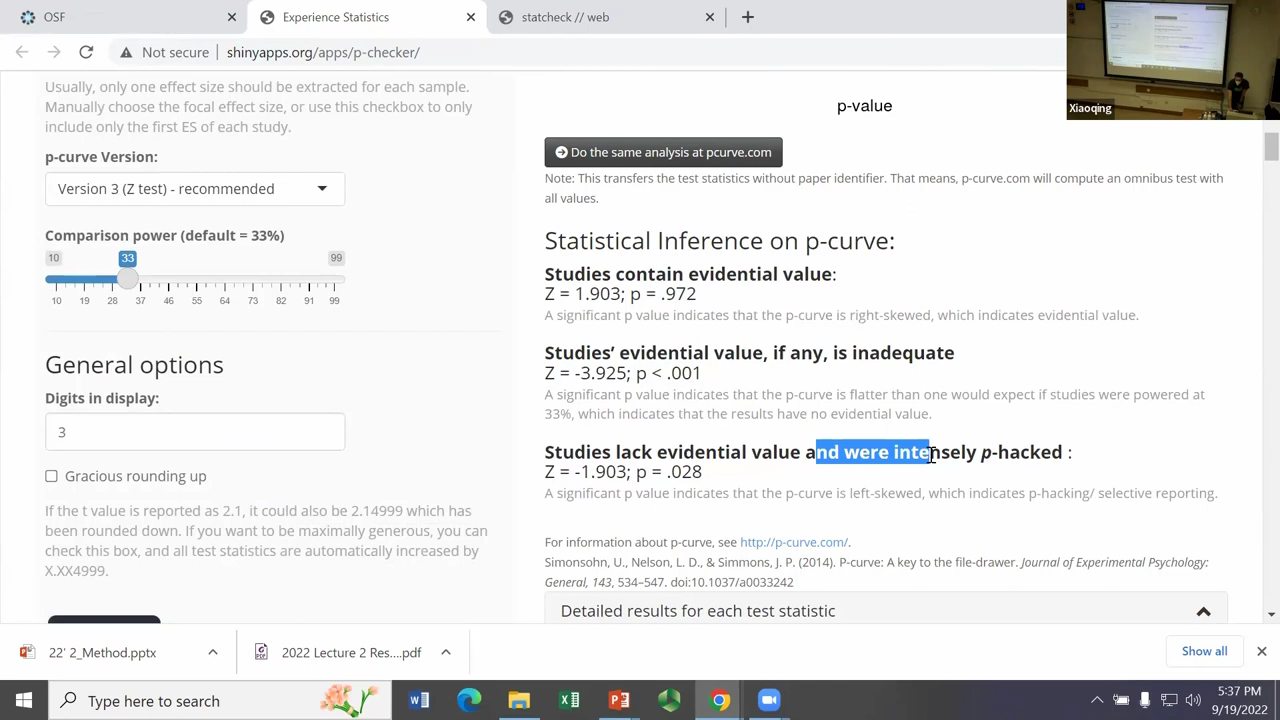 OSF
Experience Statistics
statcheck // web
Not secure
shinyapps.org/apps/p-checker/
Xiaoqing
Usually, only one effect size should be extracted for each sample.
Manually choose the focal effect size, or use this checkbox to only
include only the first ES of each study.
p-curve Version:
Version 3 (Z test) - recommended
Comparison power (default = 33%)
10 33 99
10 19 28 37 46 55 64 73 82 91 99
General options
Digits in display:
3
Gracious rounding up
If the t value is reported as 2.1, it could also be 2.14999 which has
been rounded down. If you want to be maximally generous, you can
check this box, and all test statistics are automatically increased by
X.XX4999.
p-value
Do the same analysis at pcurve.com
Note: This transfers the test statistics without paper identifier. That means, p-curve.com will compute an omnibus test with
all values.
Statistical Inference on p-curve:
Studies contain evidential value:
Z = 1.903; p = .972
A significant p value indicates that the p-curve is right-skewed, which indicates evidential value.
Studies’ evidential value, if any, is inadequate
Z = -3.925; p < .001
A significant p value indicates that the p-curve is flatter than one would expect if studies were powered at
33%, which indicates that the results have no evidential value.
Studies lack evidential value and were intensely p-hacked :
Z = -1.903; p = .028
A significant p value indicates that the p-curve is left-skewed, which indicates p-hacking/ selective reporting.
For information about p-curve, see http://p-curve.com/.
Simonsohn, U., Nelson, L. D., & Simmons, J. P. (2014). P-curve: A key to the file-drawer. Journal of Experimental Psychology:
General, 143, 534–547. doi:10.1037/a0033242
Detailed results for each test statistic
22' 2_Method.pptx
2022 Lecture 2 Res....pdf
Show all
Type here to search
5:37 PM
9/19/2022